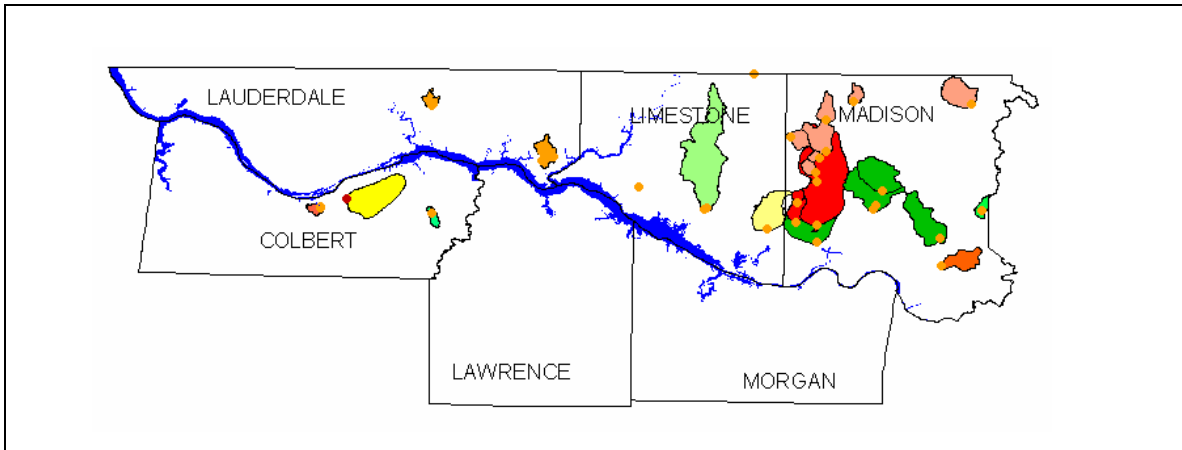 LAUDERDALE
LIMESTONE
MADISON
COLBERT
LAWRENCE
MORGAN